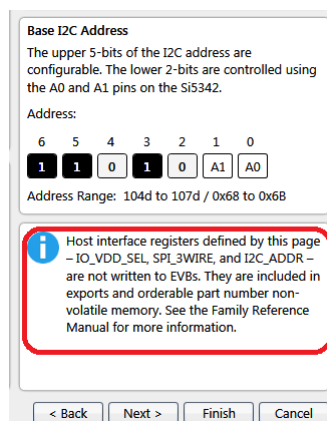 Base I2C Address
The upper 5-bits of the I2C address are
configurable. The lower 2-bits are controlled using
the A0 and A1 pins on the Si5342.
Address:
6 5 4 3 2 1 0
1 1 0 1 0 A1 A0
Address Range: 104d to 107d / 0x68 to 0x6B
i
Host interface registers defined by this page
– IO_VDD_SEL, SPI_3WIRE, and I2C_ADDR –
are not written to EVBs. They are included in
exports and orderable part number non-
volatile memory. See the Family Reference
Manual for more information.
< Back Next > Finish Cancel